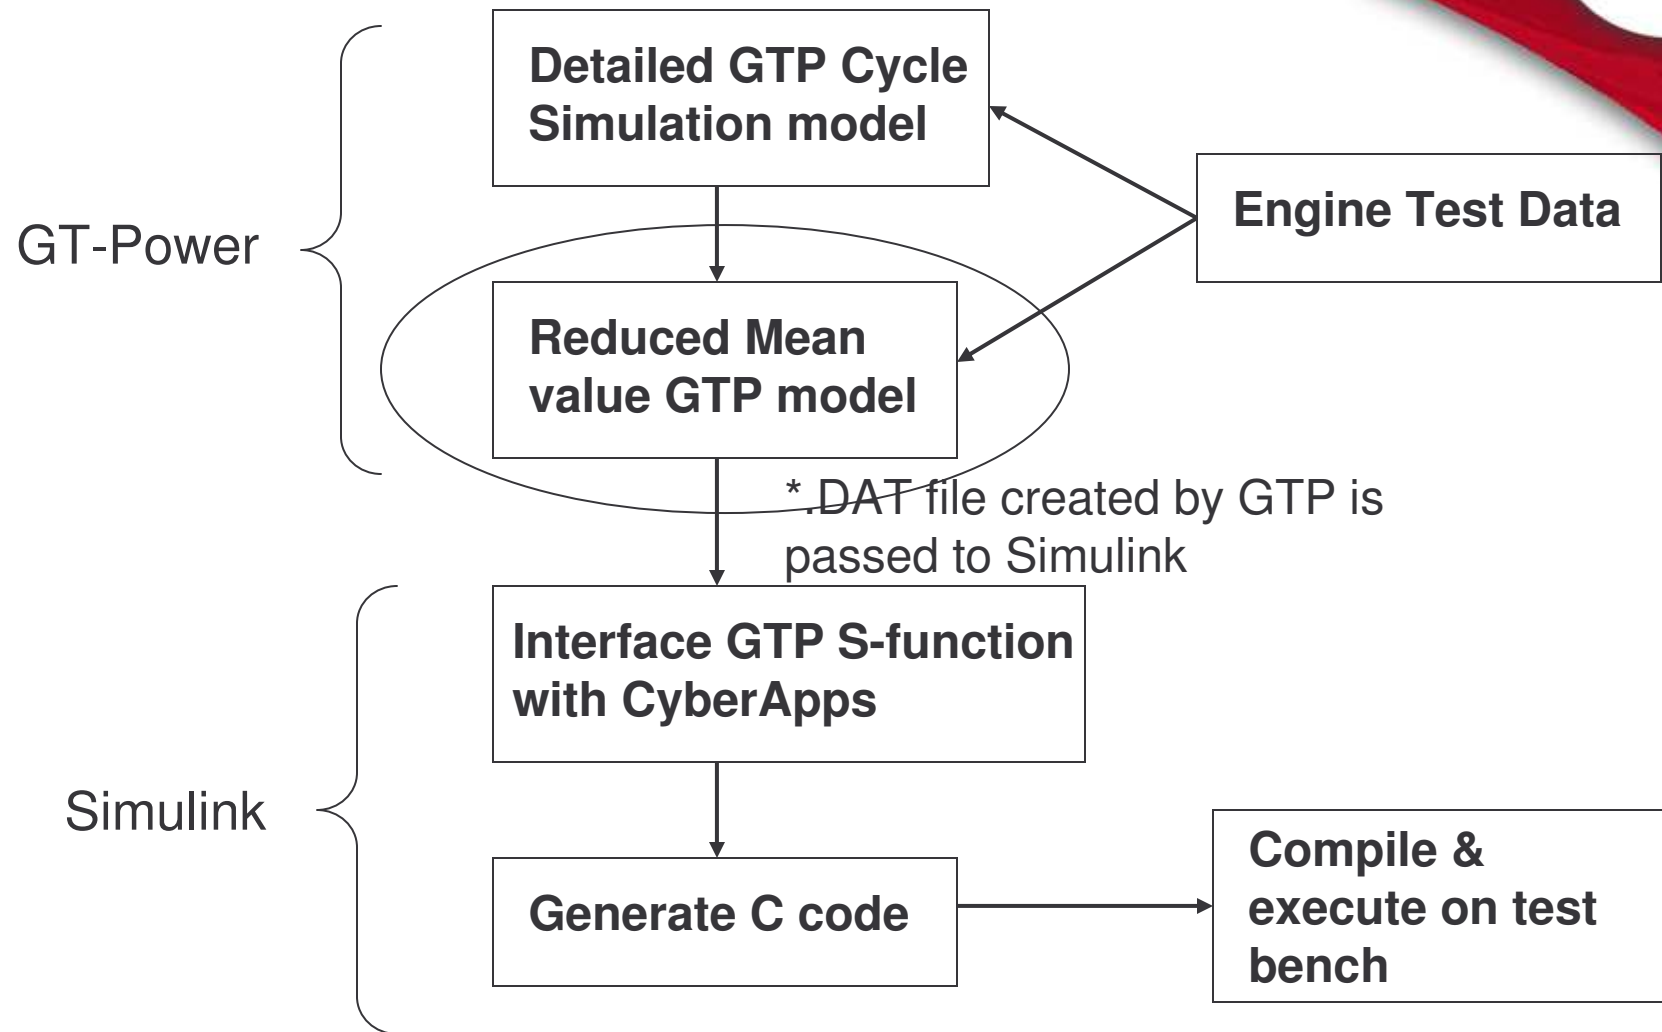 Detailed GTP Cycle
Simulation model
Engine Test Data
GT-Power
Reduced Mean
value GTP model
*.DAT file created by GTP is
passed to Simulink
Interface GTP S-function
with CyberApps
Simulink
Generate C code
Compile &
execute on test
bench